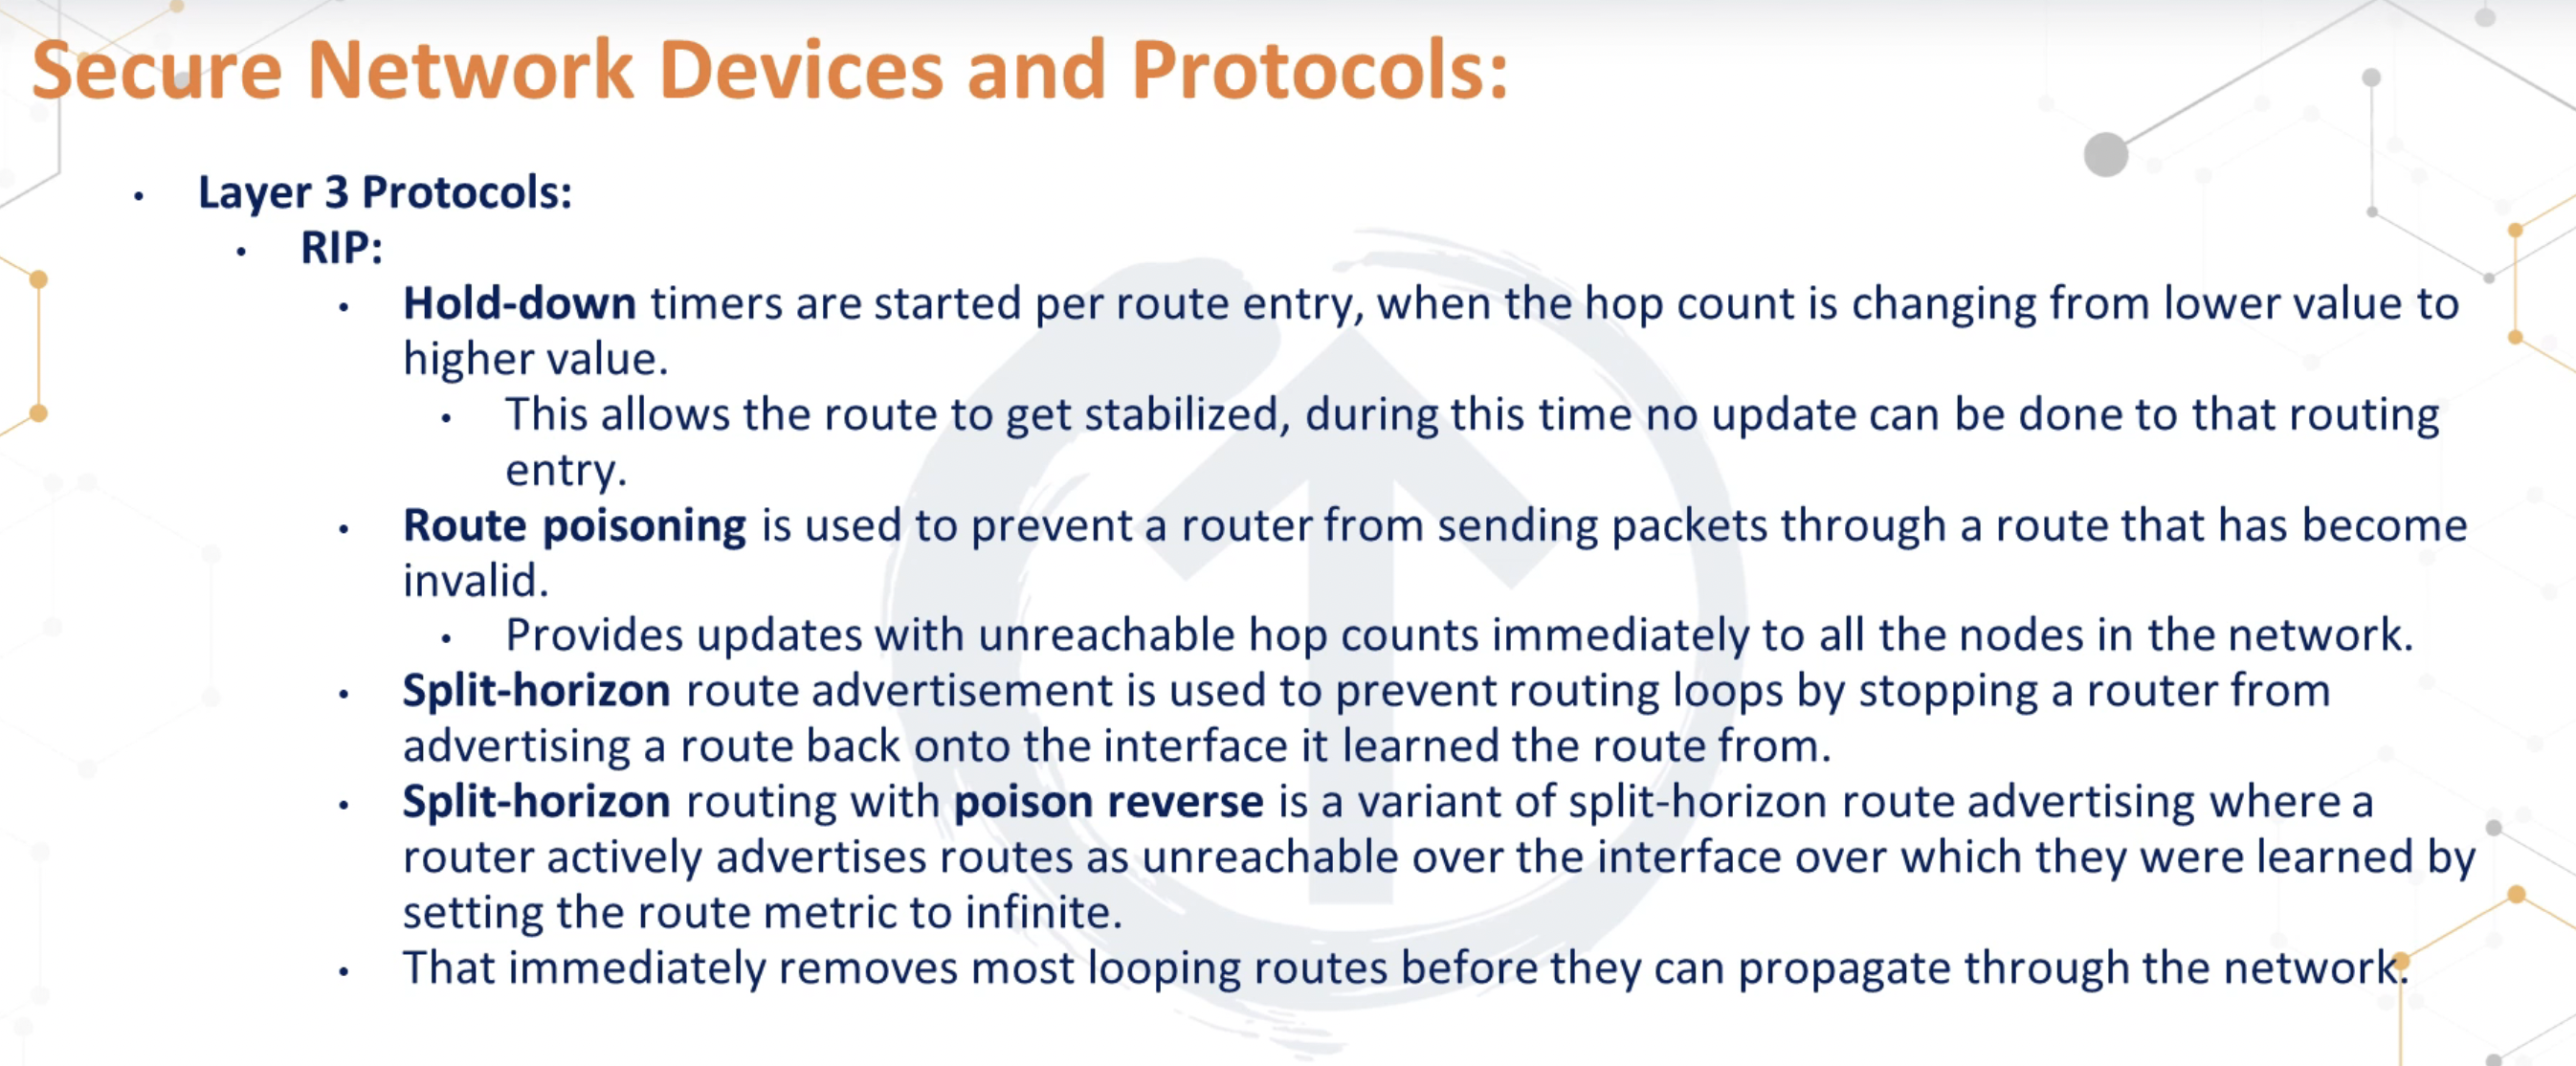 Secure Network Devices and Protocols:
• Layer 3 Protocols:
• RIP:
• Hold-down timers are started per route entry, when the hop count is changing from lower value to
higher value.
• This allows the route to get stabilized, during this time no update can be done to that routing
entry.
• Route poisoning is used to prevent a router from sending packets through a route that has become
invalid.
• Provides updates with unreachable hop counts immediately to all the nodes in the network.
• Split-horizon route advertisement is used to prevent routing loops by stopping a router from
advertising a route back onto the interface it learned the route from.
• Split-horizon routing with poison reverse is a variant of split-horizon route advertising where a
router actively advertises routes as unreachable over the interface over which they were learned by
setting the route metric to infinite.
• That immediately removes most looping routes before they can propagate through the network.